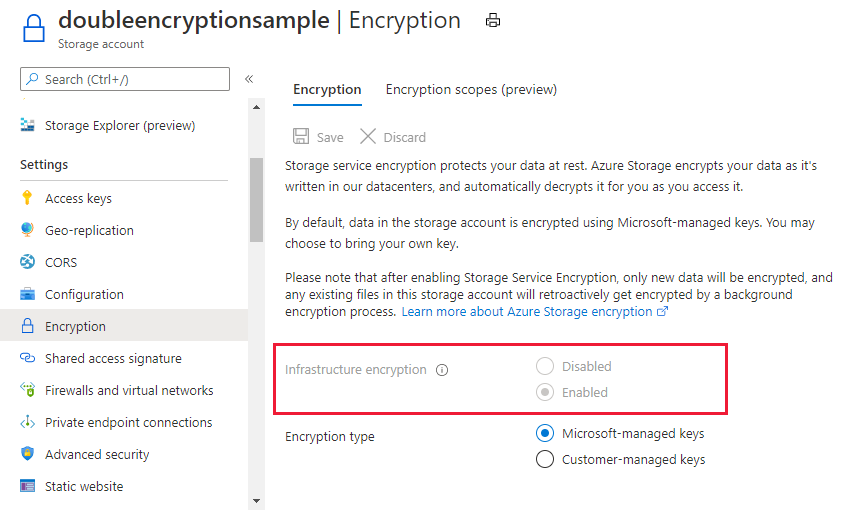 doubleencryptionsample | Encryption
Storage account
Search (Ctrl+/)
«
Storage Explorer (preview)
Settings
Access keys
Geo-replication
CORS
Configuration
Encryption
Shared access signature
Firewalls and virtual networks
Private endpoint connections
Advanced security
Static website
Encryption Encryption scopes (preview)
Save Discard
Storage service encryption protects your data at rest. Azure Storage encrypts your data as it's
written in our datacenters, and automatically decrypts it for you as you access it.
By default, data in the storage account is encrypted using Microsoft-managed keys. You may
choose to bring your own key.
Please note that after enabling Storage Service Encryption, only new data will be encrypted, and
any existing files in this storage account will retroactively get encrypted by a background
encryption process. Learn more about Azure Storage encryption
Infrastructure encryption
Disabled
Enabled
Encryption type
Microsoft-managed keys
Customer-managed keys